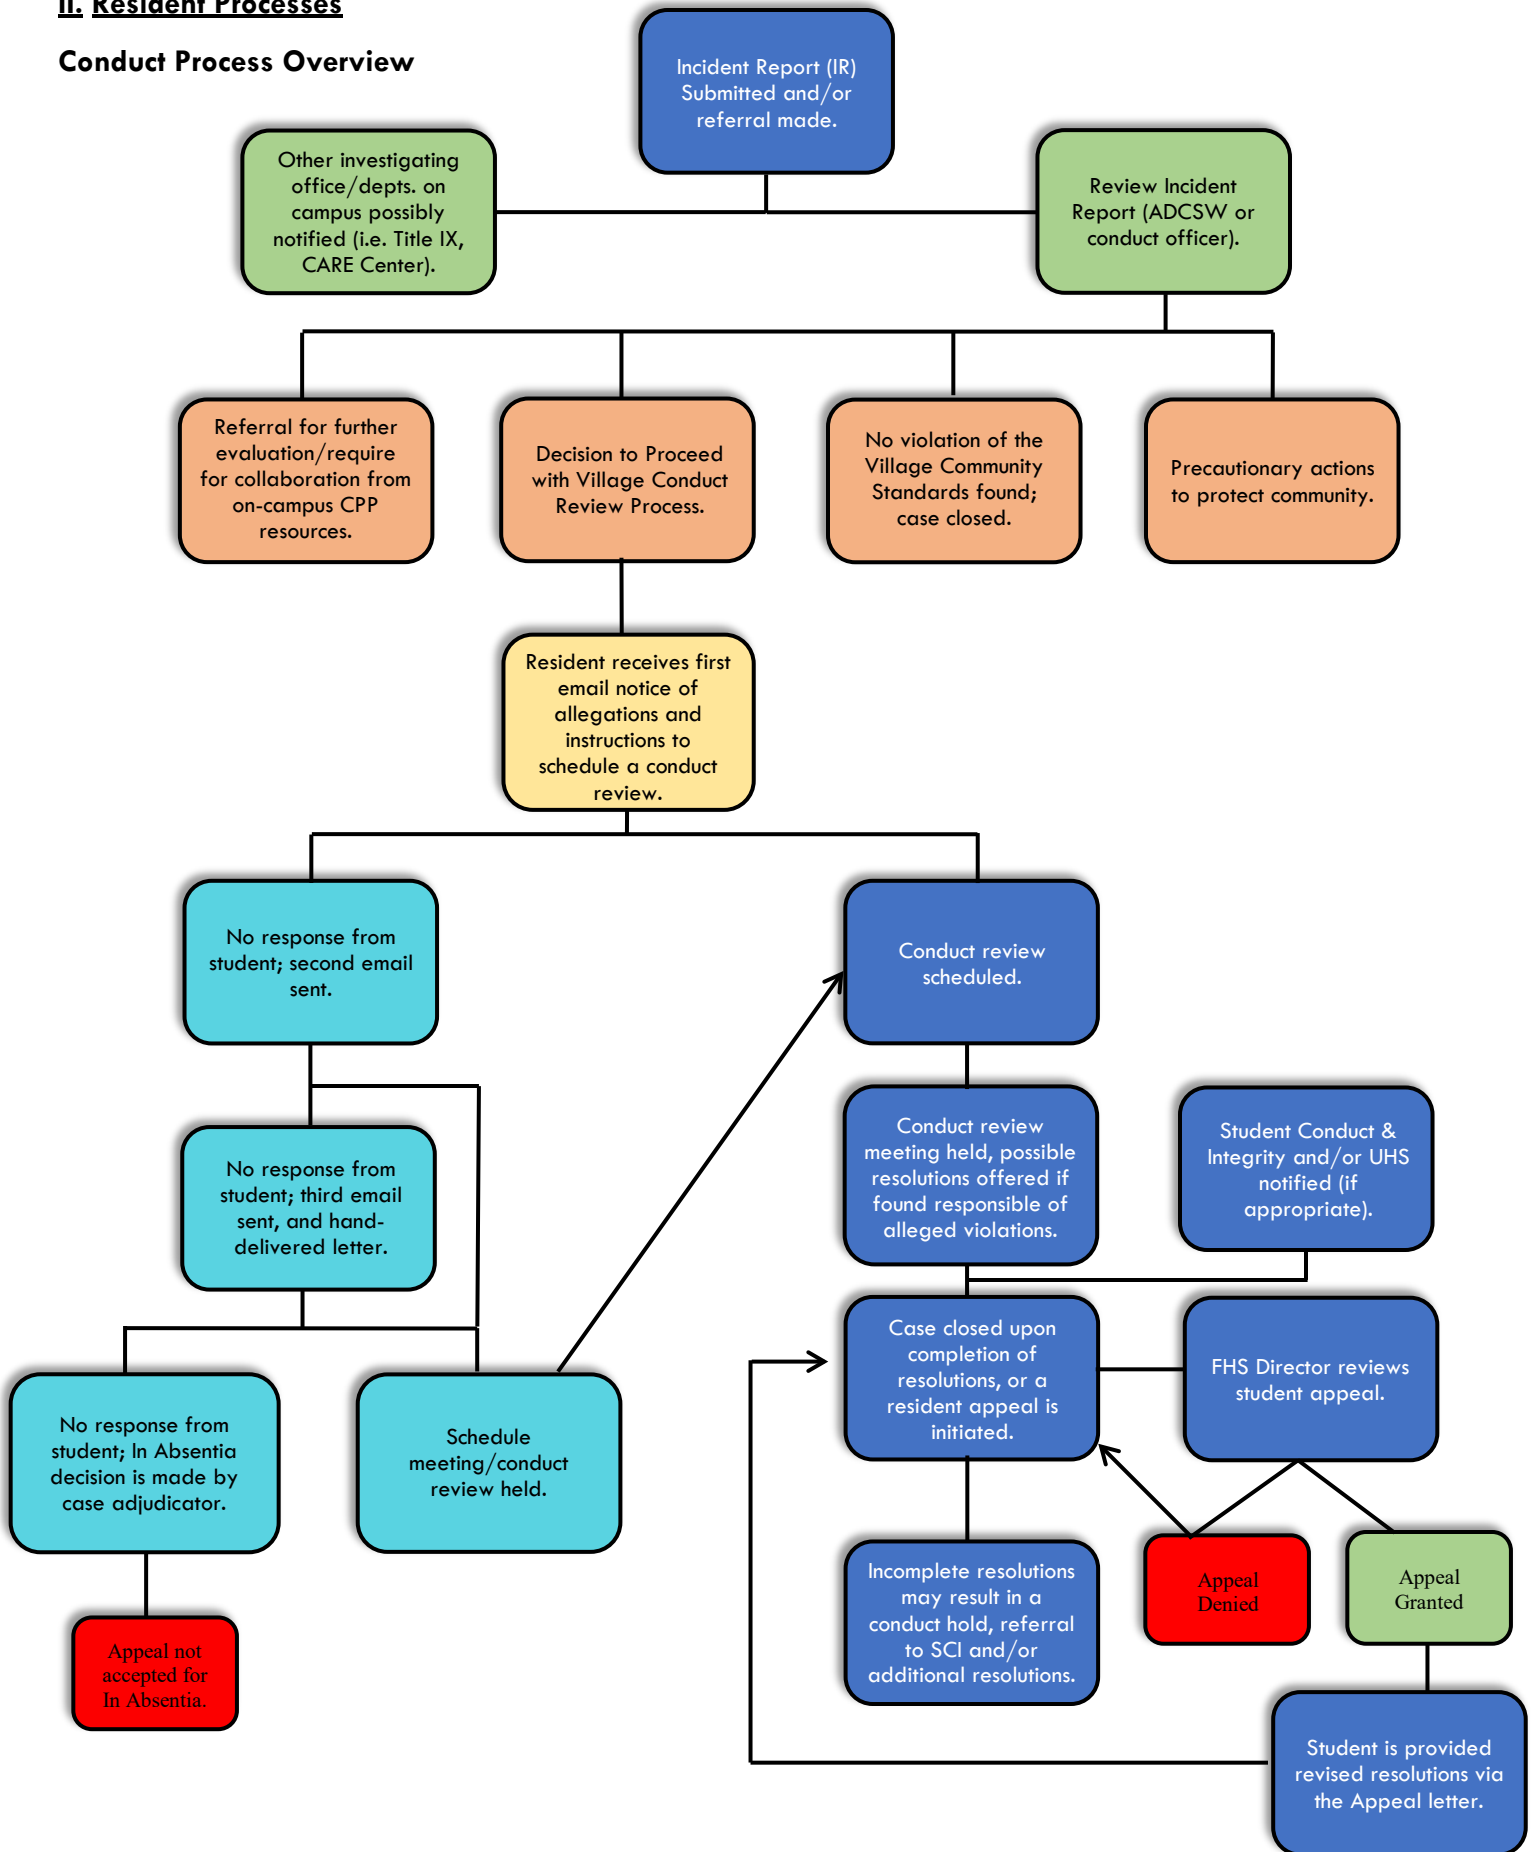 II. Resident Processes
Conduct Process Overview
Incident Report (IR)
Submitted and/or
referral made.
Other investigating
office/depts. on
campus possibly
notified (i.e. Title IX,
CARE Center).
Review Incident
Report (ADCSW or
conduct officer).
Referral for further
evaluation/require
for collaboration from
on-campus CPP
resources.
Decision to Proceed
with Village Conduct
Review Process.
No violation of the
Village Community
Standards found;
case closed.
Precautionary actions
to protect community.
Resident receives first
email notice of
allegations and
instructions to
schedule a conduct
review.
No response from
student; second email
sent.
Conduct review
scheduled.
No response from
student; third email
sent, and hand-
delivered letter.
Conduct review
meeting held, possible
resolutions offered if
found responsible of
alleged violations.
Student Conduct &
Integrity and/or UHS
notified (if
appropriate).
No response from
student; In Absentia
decision is made by
case adjudicator.
Schedule
meeting/conduct
review held.
Case closed upon
completion of
resolutions, or a
resident appeal is
initiated.
FHS Director reviews
student appeal.
Appeal not
accepted for
In Absentia.
Incomplete resolutions
may result in a
conduct hold, referral
to SCI and/or
additional resolutions.
Appeal
Denied
Appeal
Granted
Student is provided
revised resolutions via
the Appeal letter.